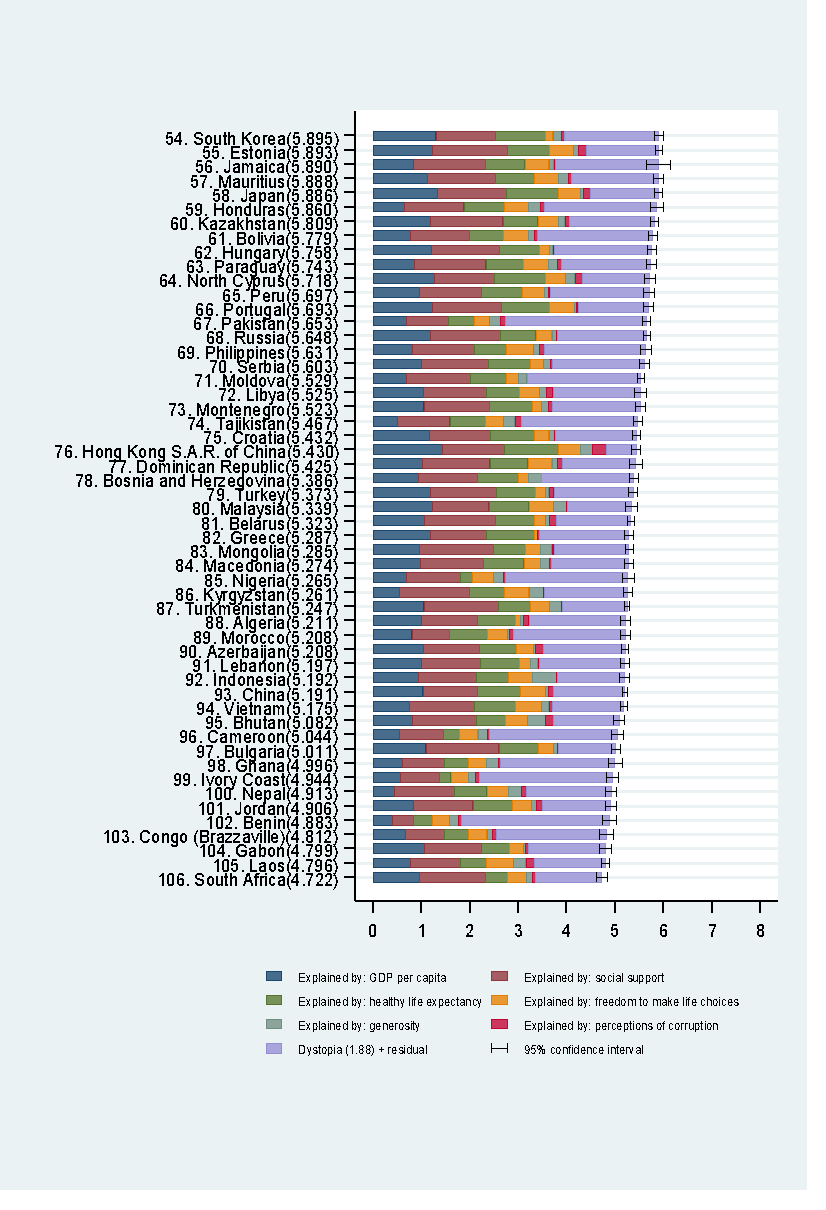 54. South Korea(5.895)
55. Estonia(5.893)
56. Jamaica(5.890)
57. Mauritius(5.888)
58. Japan(5.886)
59. Honduras(5.860)
60. Kazakhstan(5.809)
61. Bolivia(5.779)
62. Hungary(5.758)
63. Paraguay(5.743)
64. North Cyprus(5.718)
65. Peru(5.697)
66. Portugal(5.693)
67. Pakistan(5.653)
68. Russia(5.648)
69. Philippines(5.631)
70. Serbia(5.603)
71. Moldova(5.529)
72. Libya(5.525)
73. Montenegro(5.523)
74. Tajikistan(5.467)
75. Croatia(5.432)
76. Hong Kong S.A.R. of China(5.430)
77. Dominican Republic(5.425)
78. Bosnia and Herzegovina(5.386)
79. Turkey(5.373)
80. Malaysia(5.339)
81. Belarus(5.323)
82. Greece(5.287)
83. Mongolia(5.285)
84. Macedonia(5.274)
85. Nigeria(5.265)
86. Kyrgyzstan(5.261)
87. Turkmenistan(5.247)
88. Algeria(5.211)
89. Morocco(5.208)
90. Azerbaijan(5.208)
91. Lebanon(5.197)
92. Indonesia(5.192)
93. China(5.191)
94. Vietnam(5.175)
95. Bhutan(5.082)
96. Cameroon(5.044)
97. Bulgaria(5.011)
98. Ghana(4.996)
99. Ivory Coast(4.944)
100. Nepal(4.913)
101. Jordan(4.906)
102. Benin(4.883)
103. Congo (Brazzaville)(4.812)
104. Gabon(4.799)
105. Laos(4.796)
106. South Africa(4.722)
0 1 2 3 4 5 6 7 8
Explained by: GDP per capita Explained by: social support
Explained by: healthy life expectancy Explained by: freedom to make life choices
Explained by: generosity Explained by: perceptions of corruption
Dystopia (1.88) + residual 95% confidence interval